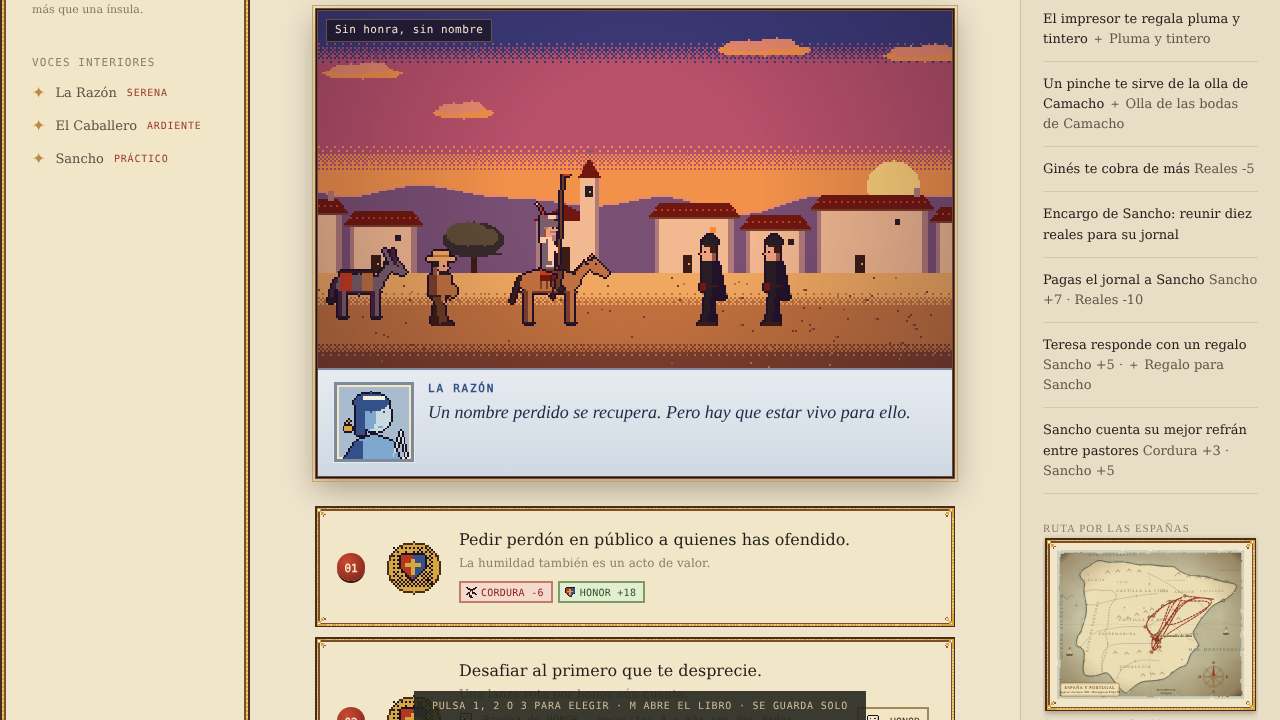 más que una ínsula.
VOCES INTERIORES
La Razón SERENA
El Caballero ARDIENTE
Sancho PRÁCTICO
Sin honra, sin nombre
LA RAZÓN
Un nombre perdido se recupera. Pero hay que estar vivo para ello.
01
Pedir perdón en público a quienes has ofendido.
La humildad también es un acto de valor.
CORDURA -6
HONOR +18
Desafiar al primero que te desprecie.
PULSA 1, 2 O 3 PARA ELEGIR · M ABRE EL LIBRO · SE GUARDA SOLO
HONOR
El impresor te regala pluma y
tintero + Pluma y tintero
Un pinche te sirve de la olla de
Camacho + Olla de las bodas
de Camacho
Ginés te cobra de más Reales -5
Encargo de Sancho: reunir diez
reales para su jornal
Pagas el jornal a Sancho Sancho
+7 · Reales -10
Teresa responde con un regalo
Sancho +5 · + Regalo para
Sancho
Sancho cuenta su mejor refrán
entre pastores Cordura +3 ·
Sancho +5
RUTA POR LAS ESPAÑAS
ESPAÑA Y PORTUGAL